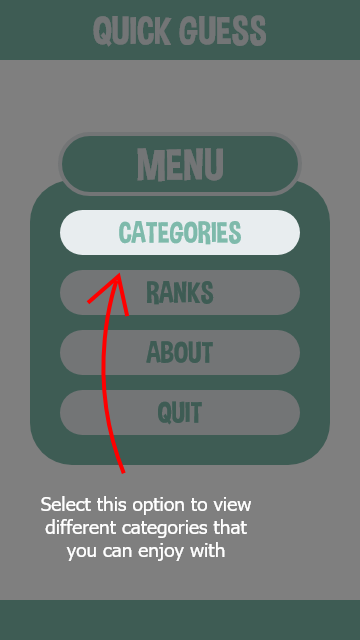 QUICK GUESS
MENU
CATEGORIES
RANKS
ABOUT
QUIT
Select this option to view
different categories that
you can enjoy with